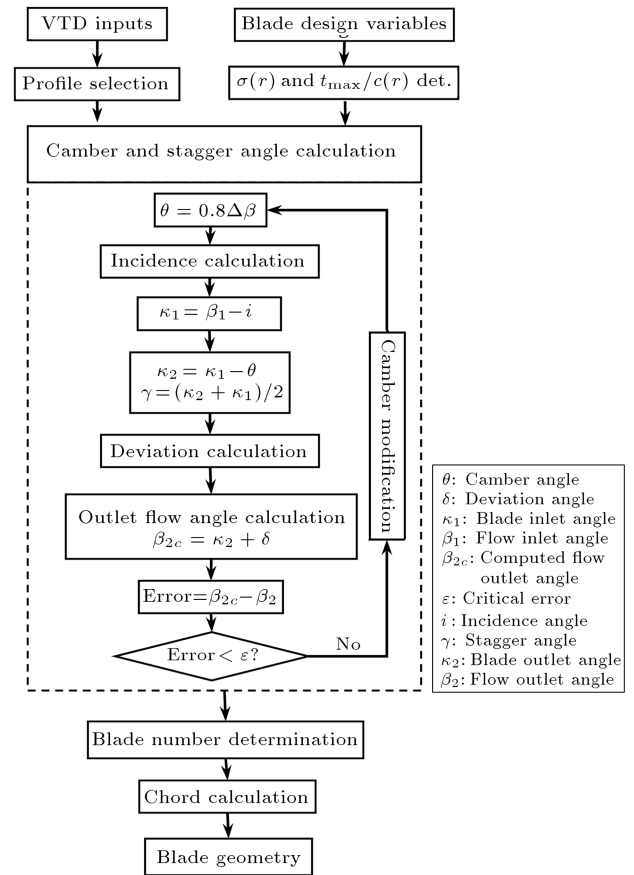 VTD inputs
Blade design variables
Profile selection
σ(r) and t_max/c(r) det.
Camber and stagger angle calculation
θ = 0.8Δβ
Incidence calculation
κ₁ = β₁−i
κ₂ = κ₁−θ
γ = (κ₂ + κ₁)/2
Deviation calculation
Outlet flow angle calculation
β₂c = κ₂ + δ
Error=β₂c−β₂
Error< ε?
No
Camber modification
Blade number determination
Chord calculation
Blade geometry
θ: Camber angle
δ: Deviation angle
κ₁: Blade inlet angle
β₁: Flow inlet angle
β₂c: Computed flow
outlet angle
ε: Critical error
i: Incidence angle
γ: Stagger angle
κ₂: Blade outlet angle
β₂: Flow outlet angle